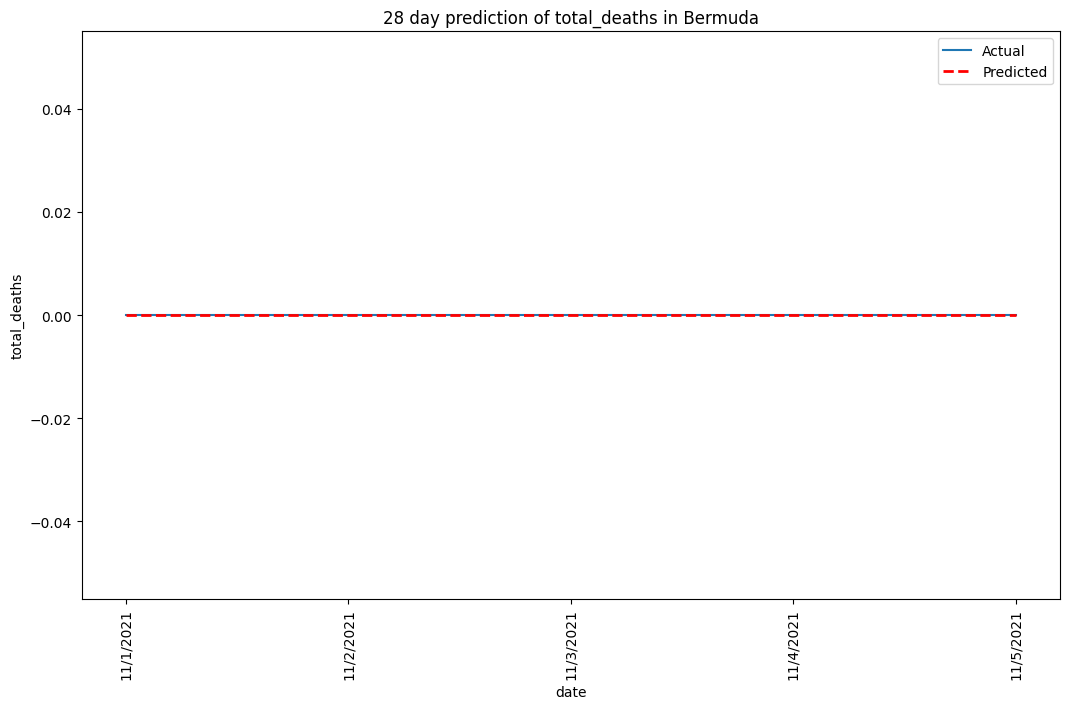 28 day prediction of total_deaths in Bermuda
Actual
Predicted
total_deaths
0.04
0.02
0.00
−0.02
−0.04
11/1/2021
11/2/2021
11/3/2021
11/4/2021
11/5/2021
date